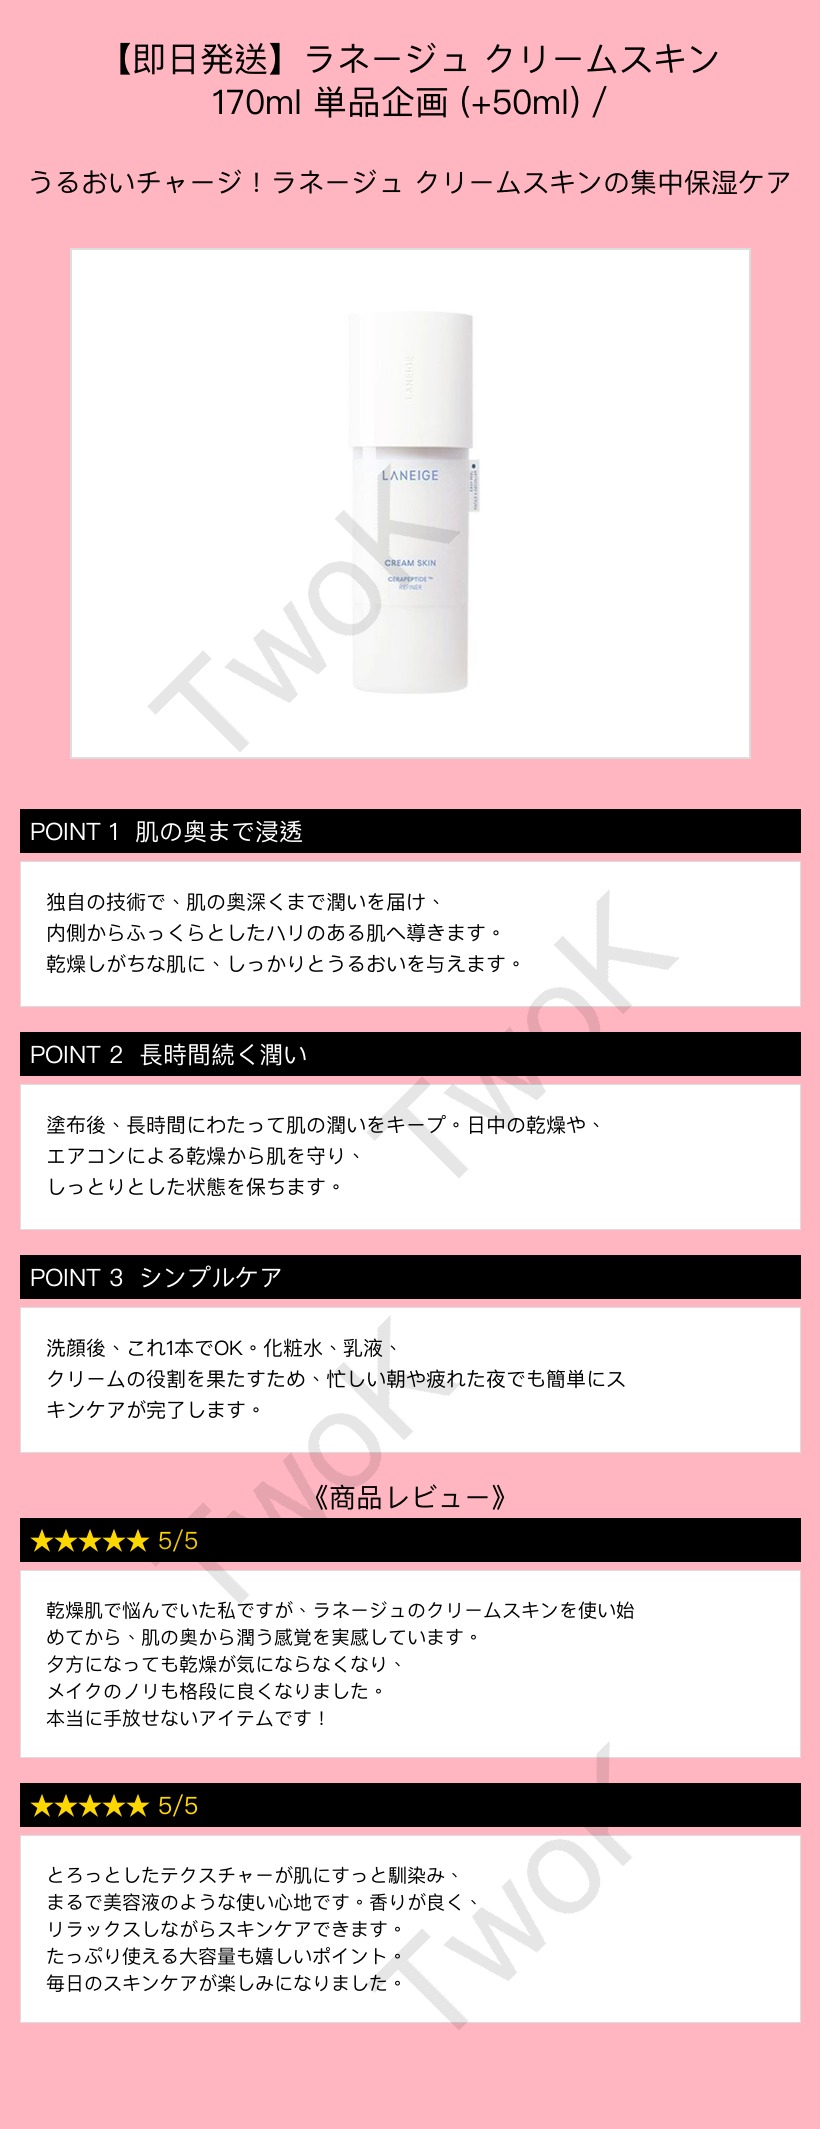 【即日発送】ラネージュ クリームスキン
170ml 単品企画 (+50ml) /
うるおいチャージ！ラネージュ クリームスキンの集中保湿ケア
LANEIGE
LANEIGE
CREAM SKIN
CERAPEPTIDE™
REFINER
TwoK
POINT 1 肌の奥まで浸透
独自の技術で、肌の奥深くまで潤いを届け、
内側からふっくらとしたハリのある肌へ導きます。
乾燥しがちな肌に、しっかりとうるおいを与えます。
TwoK
POINT 2 長時間続く潤い
塗布後、長時間にわたって肌の潤いをキープ。日中の乾燥や、
エアコンによる乾燥から肌を守り、
しっとりとした状態を保ちます。
POINT 3 シンプルケア
洗顔後、これ1本でOK。化粧水、乳液、
クリームの役割を果たすため、忙しい朝や疲れた夜でも簡単にス
キンケアが完了します。
TwoK
《商品レビュー》
★★★★★ 5/5
乾燥肌で悩んでいた私ですが、ラネージュのクリームスキンを使い始
めてから、肌の奥から潤う感覚を実感しています。
夕方になっても乾燥が気にならなくなり、
メイクのノリも格段に良くなりました。
本当に手放せないアイテムです！
★★★★★ 5/5
とろっとしたテクスチャーが肌にすっと馴染み、
まるで美容液のような使い心地です。香りが良く、
リラックスしながらスキンケアできます。
たっぷり使える大容量も嬉しいポイント。
毎日のスキンケアが楽しみになりました。
TwoK